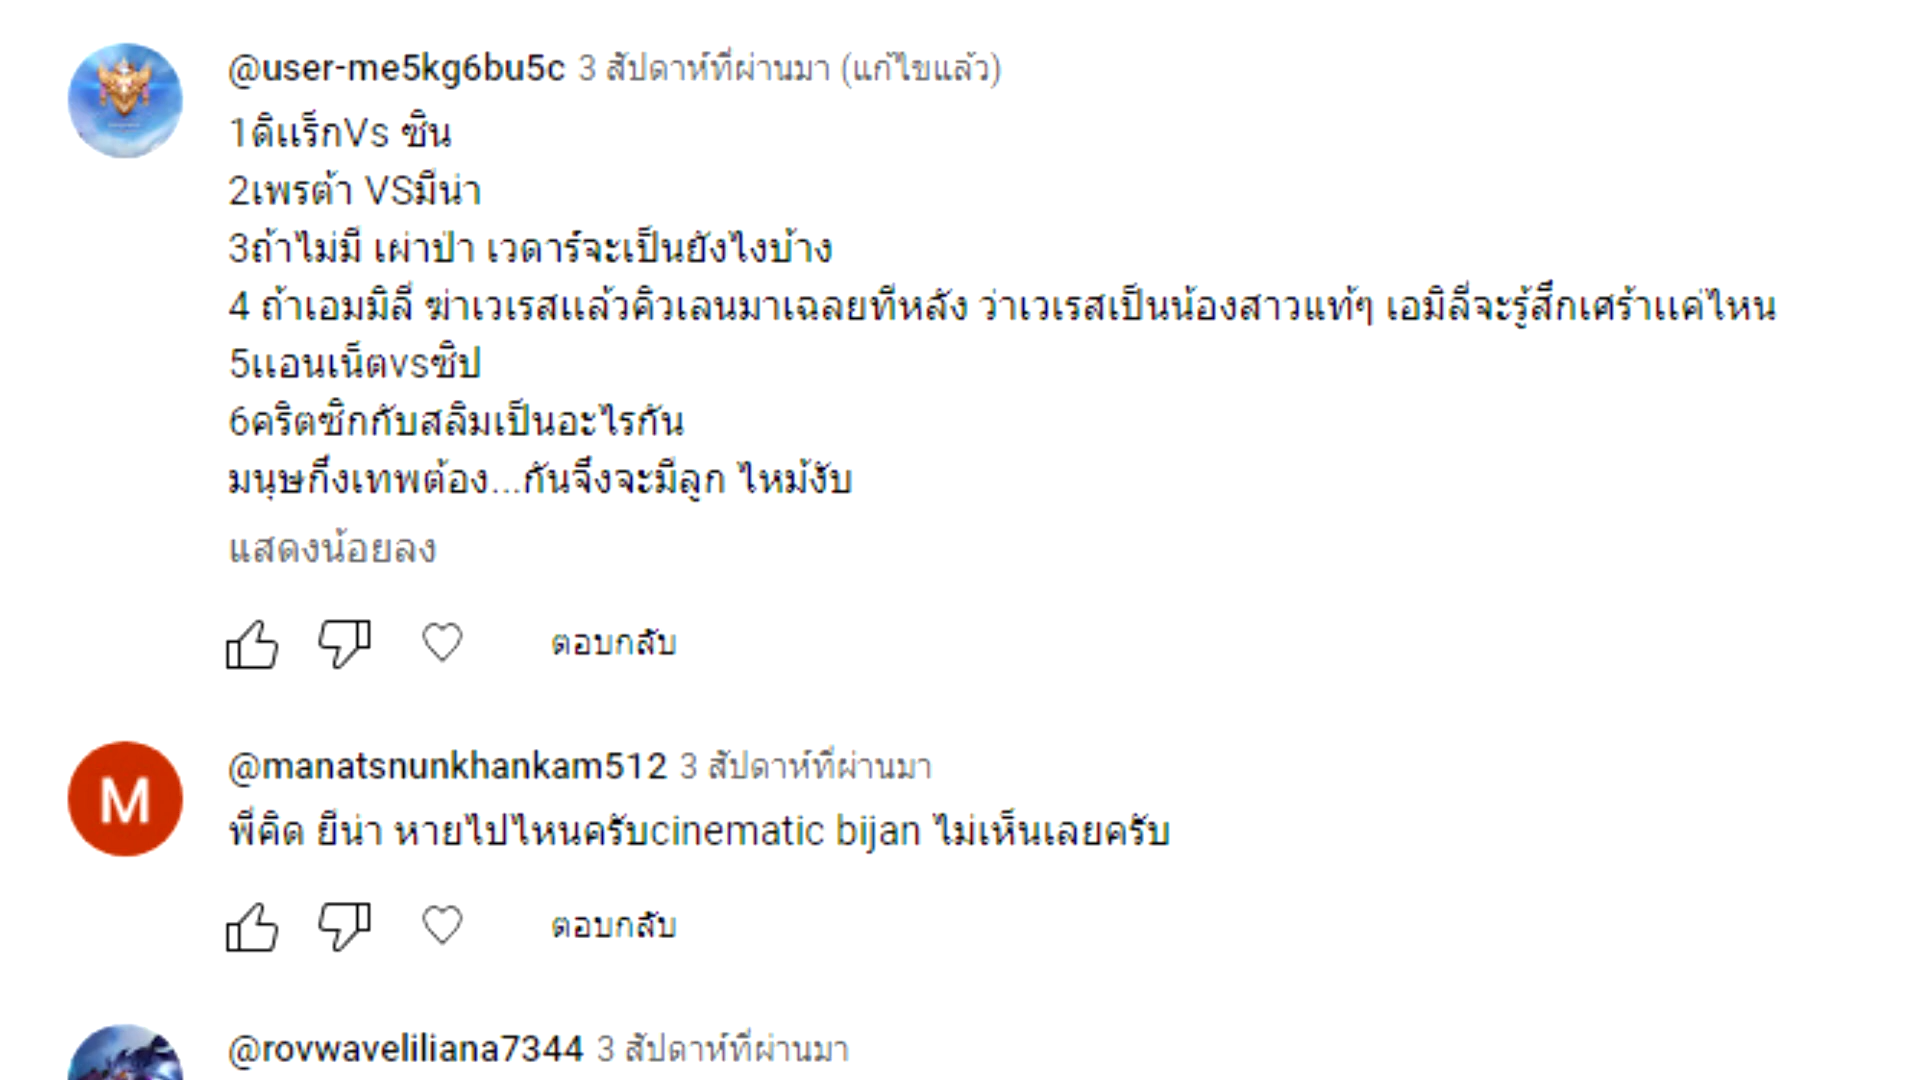 @user-me5kg6bu5c 3 สัปดาห์ที่ผ่านมา (แก้ไขแล้ว)
1ดิแร็กVs ซิน
2เพรต้า VSมีน่า
3ถ้าไม่มี เผ่าป่า เวดาร์จะเป็นยังไงบ้าง
4 ถ้าเอมมิลี่ ฆ่าเวเรสแล้วคิวเลนมาเฉลยทีหลัง ว่าเวเรสเป็นน้องสาวแท้ๆ เอมิลี่จะรู้สึกเศร้าแค่ไหน
5แอนเน็ตvsซิป
6คริตซิกกับสลิมเป็นอะไรกัน
มนุษกึ่งเทพต้อง...กันจึงจะมีลูก ไหม้งับ
แสดงน้อยลง
ตอบกลับ
M
@manatsnunkhankam512 3 สัปดาห์ที่ผ่านมา
พี่คิด ยีน่า หายไปไหนครับcinematic bijan ไม่เห็นเลยครับ
ตอบกลับ
@rovwaveliliana7344 3 สัปดาห์ที่ผ่านมา